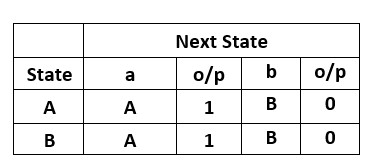 Next State
State a o/p b o/p
A A 1 B 0
B A 1 B 0